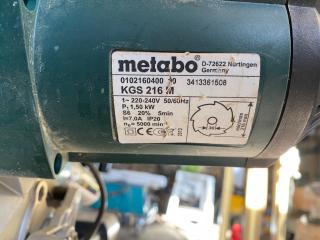 metabo
D-72622 Nürtingen
Germany
0102160400
3413361508
KGS 216 M
1~ 220-240V 50/60Hz
P₁ 1,50 kW
S6 20% 5min
I=7,0A IP20
n₀= 5000 min⁻¹